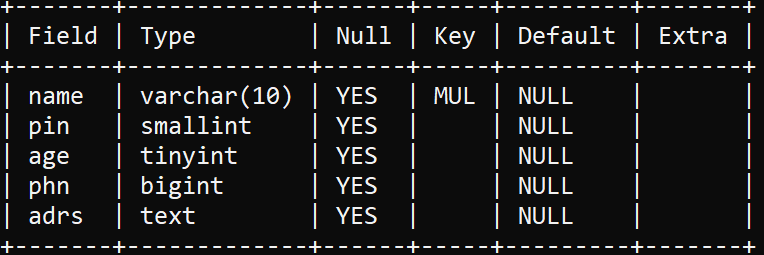 +-------+-------------+------+-----+---------+-------+
| Field | Type        | Null | Key | Default | Extra |
+-------+-------------+------+-----+---------+-------+
| name  | varchar(10) | YES  | MUL | NULL    |       |
| pin   | smallint    | YES  |     | NULL    |       |
| age   | tinyint     | YES  |     | NULL    |       |
| phn   | bigint      | YES  |     | NULL    |       |
| adrs  | text        | YES  |     | NULL    |       |
+-------+-------------+------+-----+---------+-------+